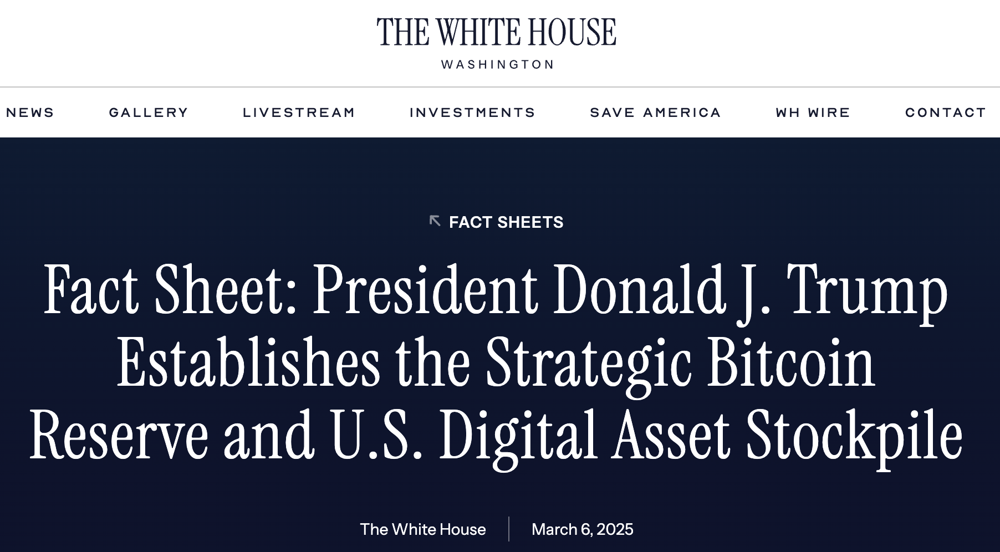 THE WHITE HOUSE
WASHINGTON
NEWS GALLERY LIVESTREAM INVESTMENTS SAVE AMERICA WH WIRE CONTACT
FACT SHEETS
Fact Sheet: President Donald J. Trump
Establishes the Strategic Bitcoin
Reserve and U.S. Digital Asset Stockpile
The White House March 6, 2025